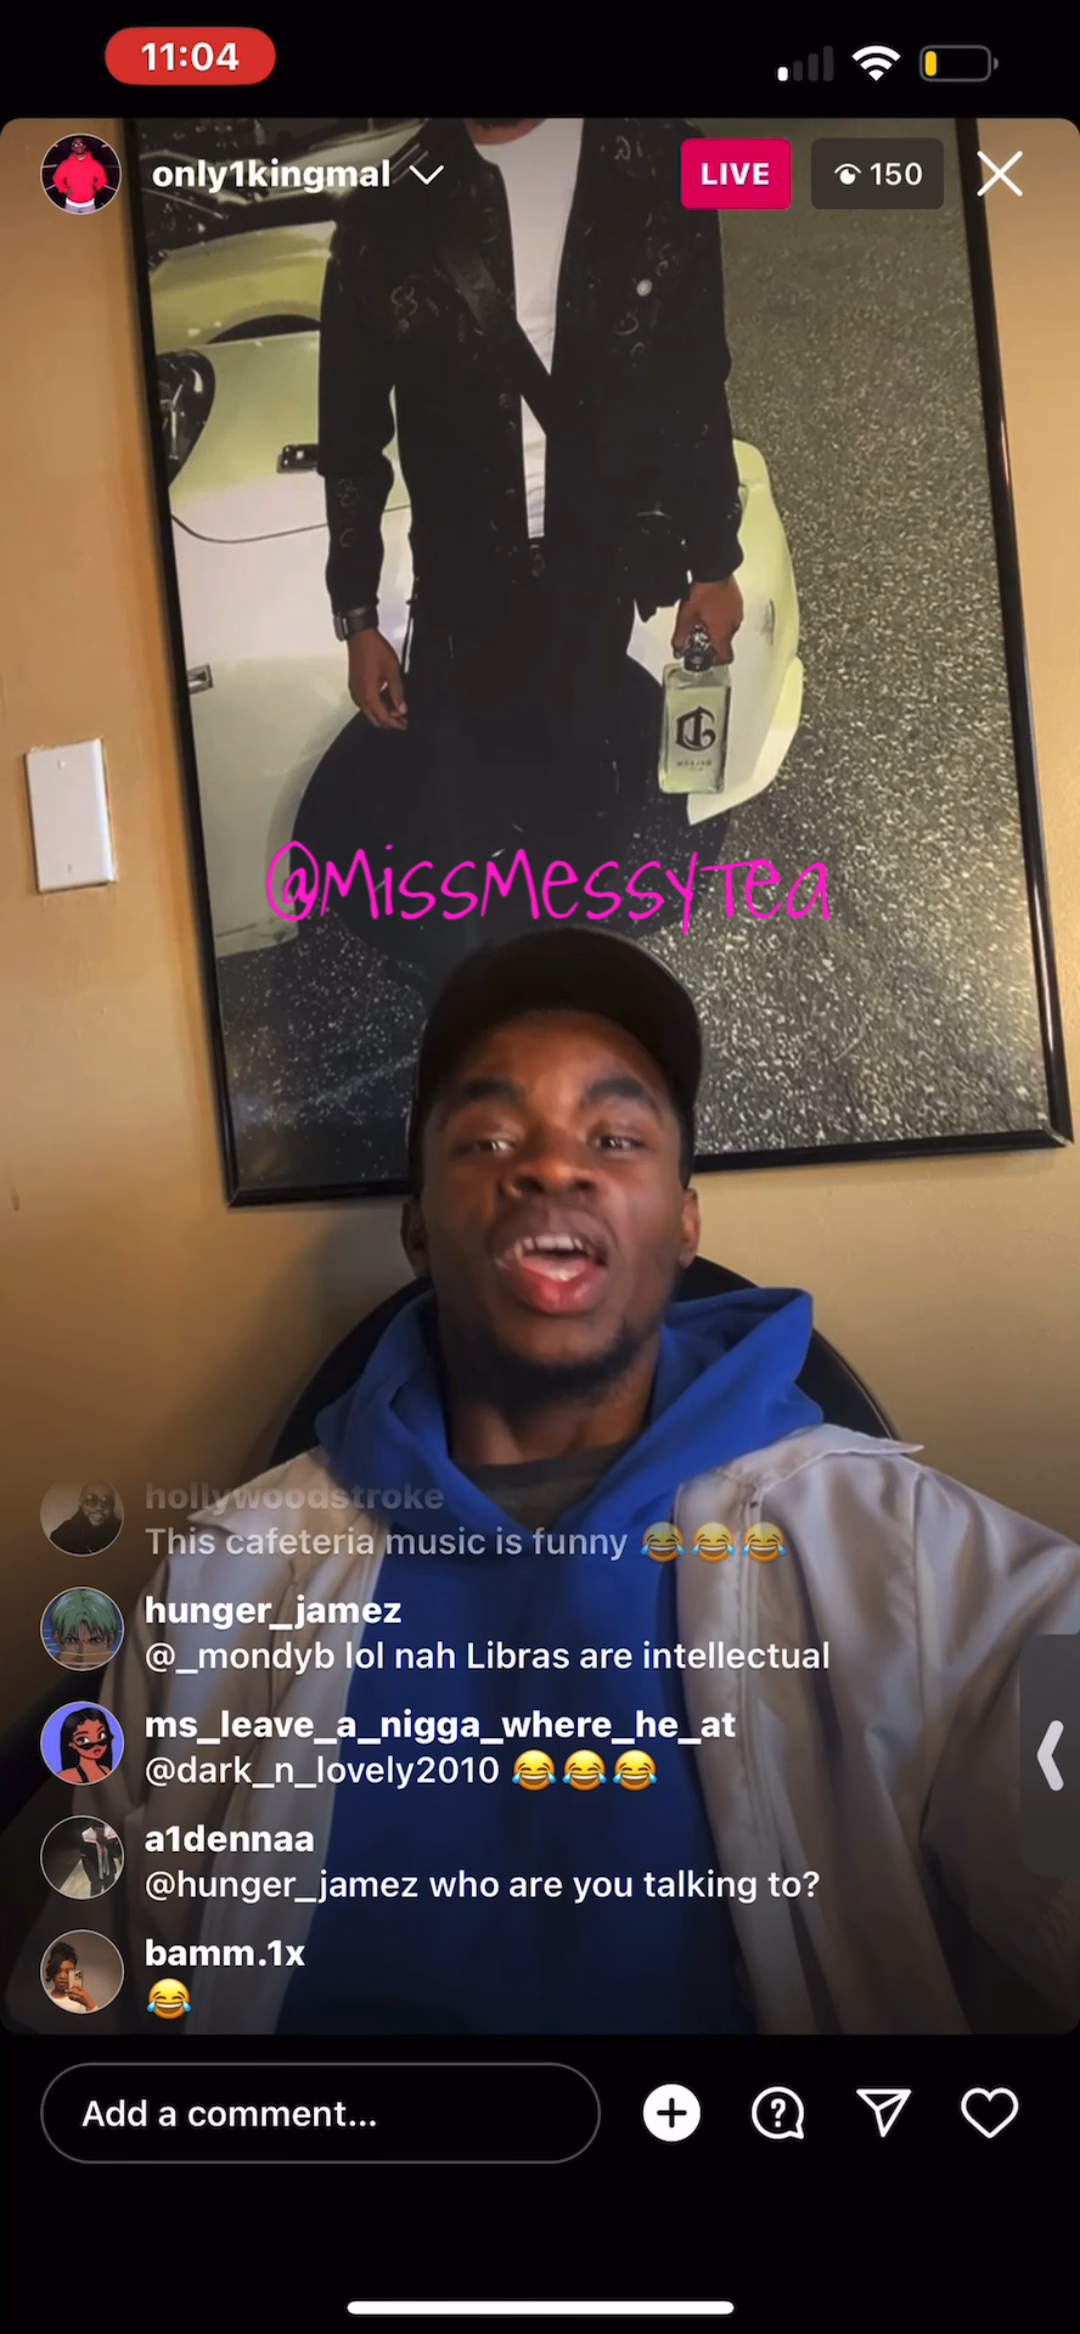 11:04
only1kingmal
LIVE
150
@MissMessyTea
hollywoodstroke
This cafeteria music is funny 😂😂😂
hunger_jamez
@_mondyb lol nah Libras are intellectual
ms_leave_a_nigga_where_he_at
@dark_n_lovely2010 😂😂😂
a1dennaa
@hunger_jamez who are you talking to?
bamm.1x
😂
Add a comment...